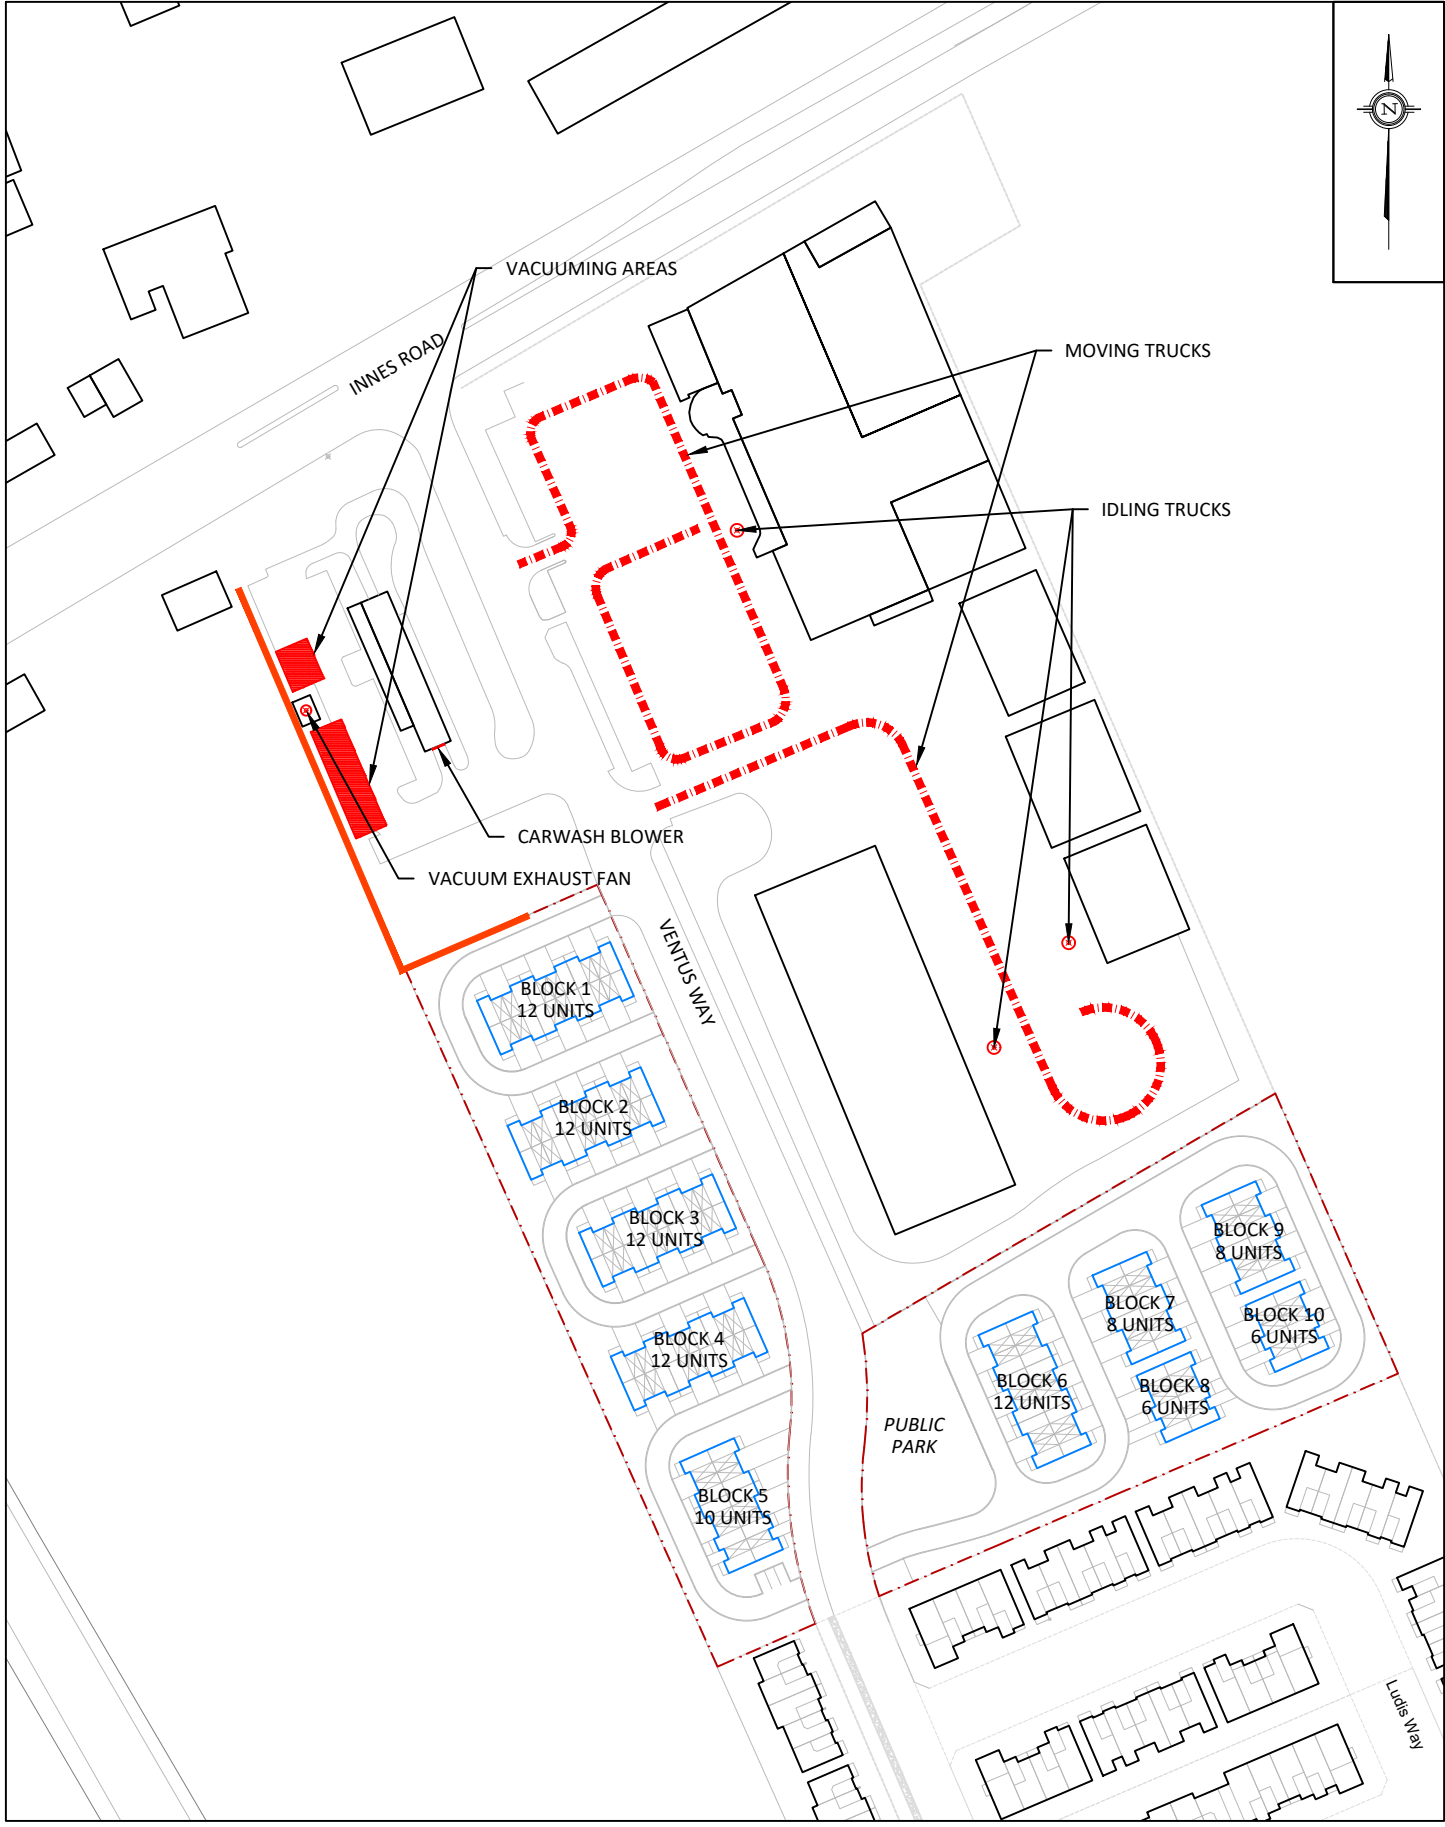 N
VACUUMING AREAS
INNES ROAD
MOVING TRUCKS
IDLING TRUCKS
CARWASH BLOWER
VACUUM EXHAUST FAN
VENTUS WAY
BLOCK 1
12 UNITS
BLOCK 2
12 UNITS
BLOCK 3
12 UNITS
BLOCK 4
12 UNITS
BLOCK 5
10 UNITS
PUBLIC
PARK
BLOCK 6
12 UNITS
BLOCK 7
8 UNITS
BLOCK 8
6 UNITS
BLOCK 9
8 UNITS
BLOCK 10
6 UNITS
Ludis Way